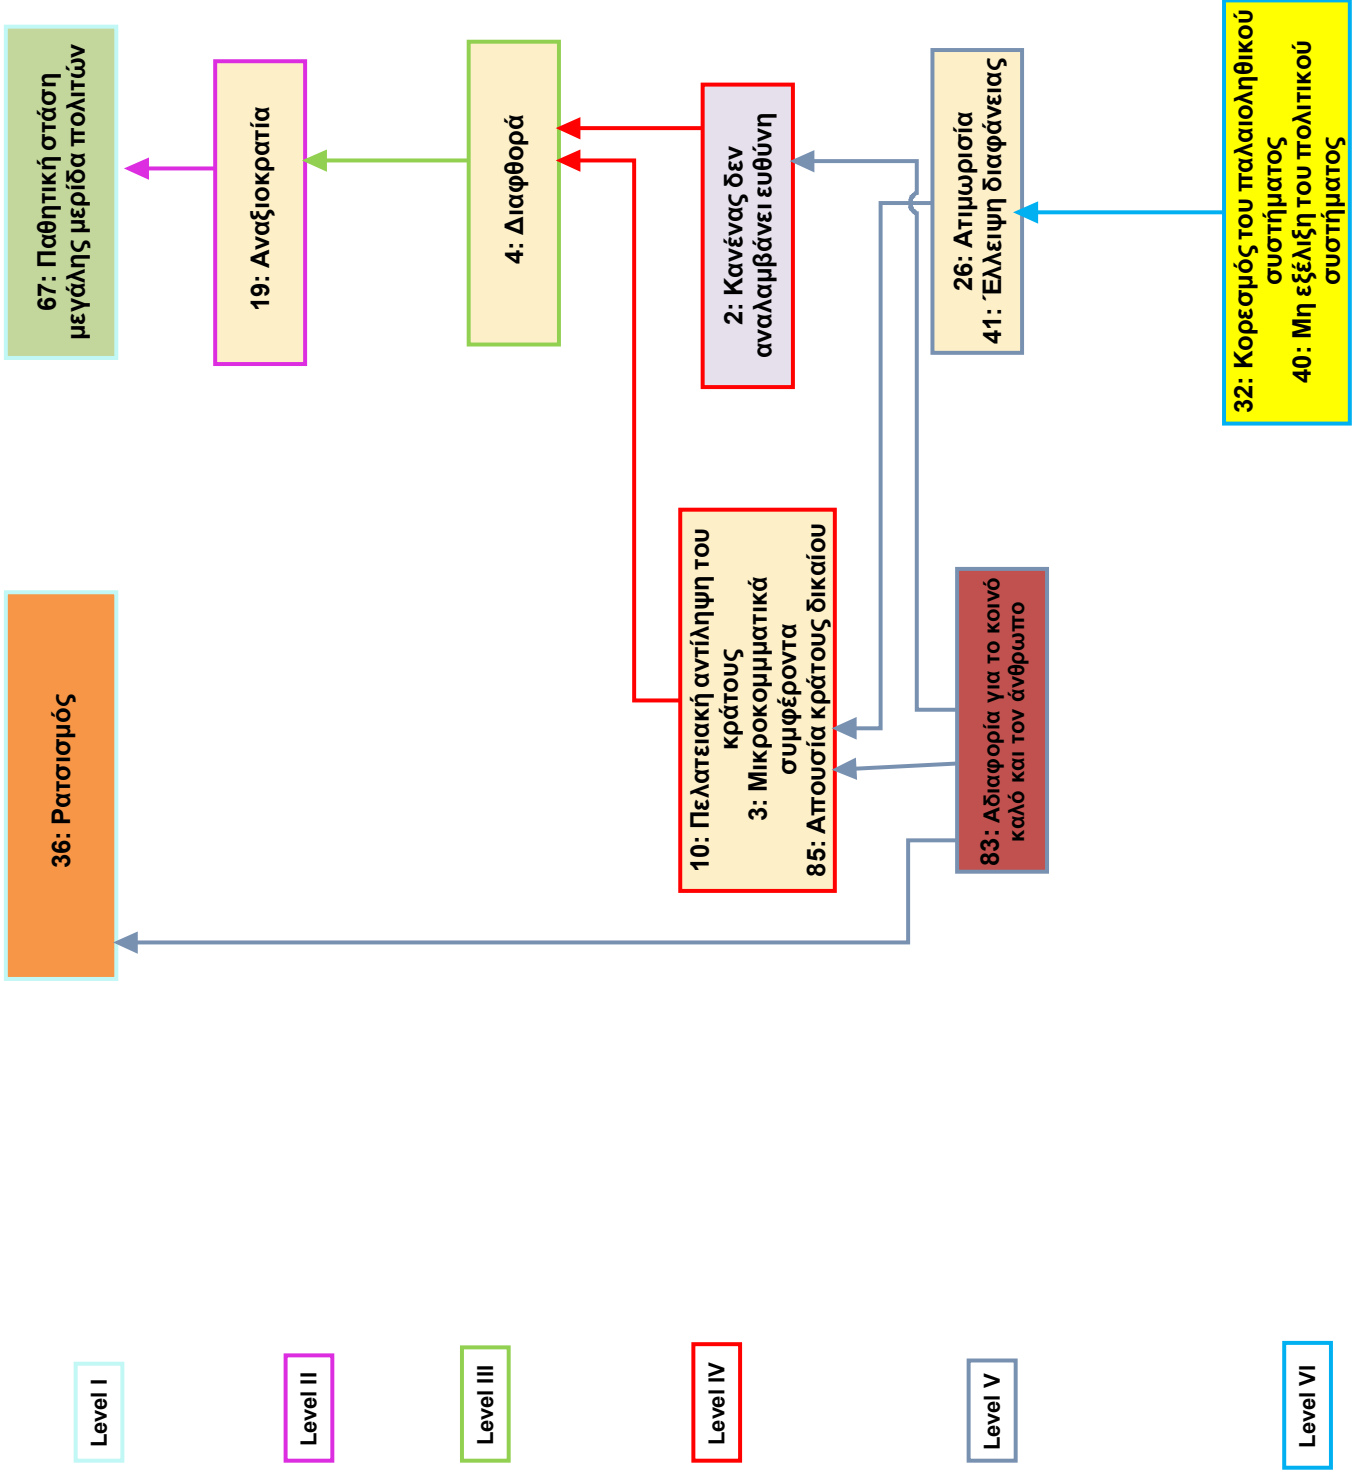 Level I
36: Ρατσισμός
67: Παθητική στάση
μεγάλης μερίδα πολιτών
Level II
19: Αναξιοκρατία
Level III
4: Διαφθορά
Level IV
10: Πελατειακή αντίληψη του
κράτους
3: Μικροκομματικά
συμφέροντα
85: Απουσία κράτους δικαίου
2: Κανένας δεν
αναλαμβάνει ευθύνη
Level V
83: Αδιαφορία για το κοινό
καλό και τον άνθρωπο
26: Ατιμωρισία
41: Έλλειψη διαφάνειας
Level VI
32: Κορεσμός του παλαιοληθικού
συστήματος
40: Μη εξέλιξη του πολιτικού
συστήματος